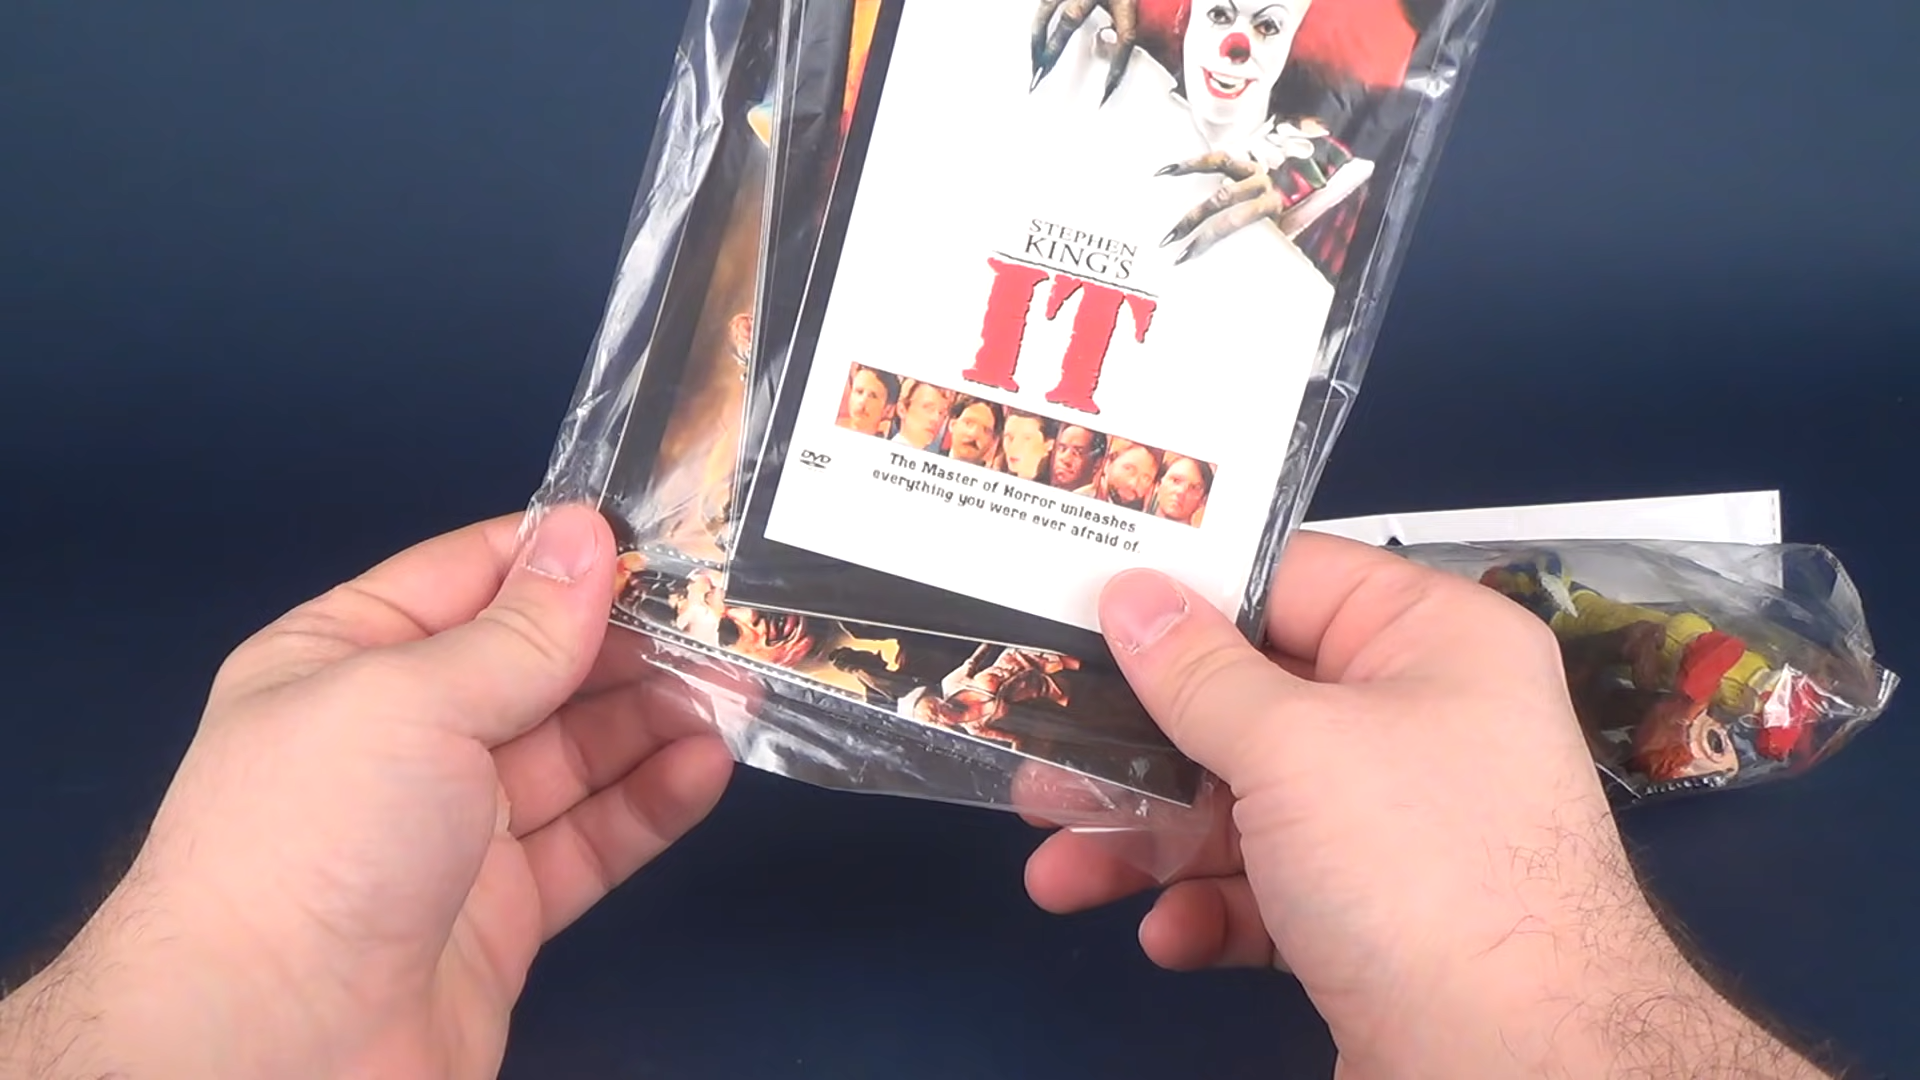 STEPHEN
KING'S
IT
DVD
The Master of Horror unleashes
everything you were ever afraid of.